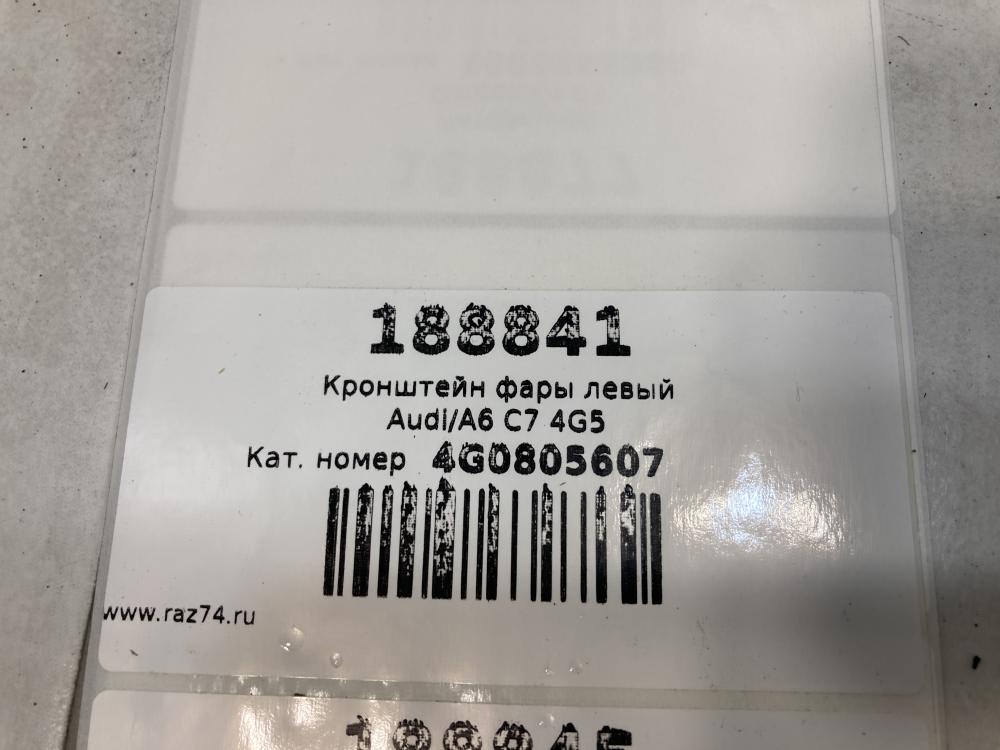 188841
Кронштейн фары левый
Audi/A6 C7 4G5
Кат. номер 4G0805607
www.raz74.ru